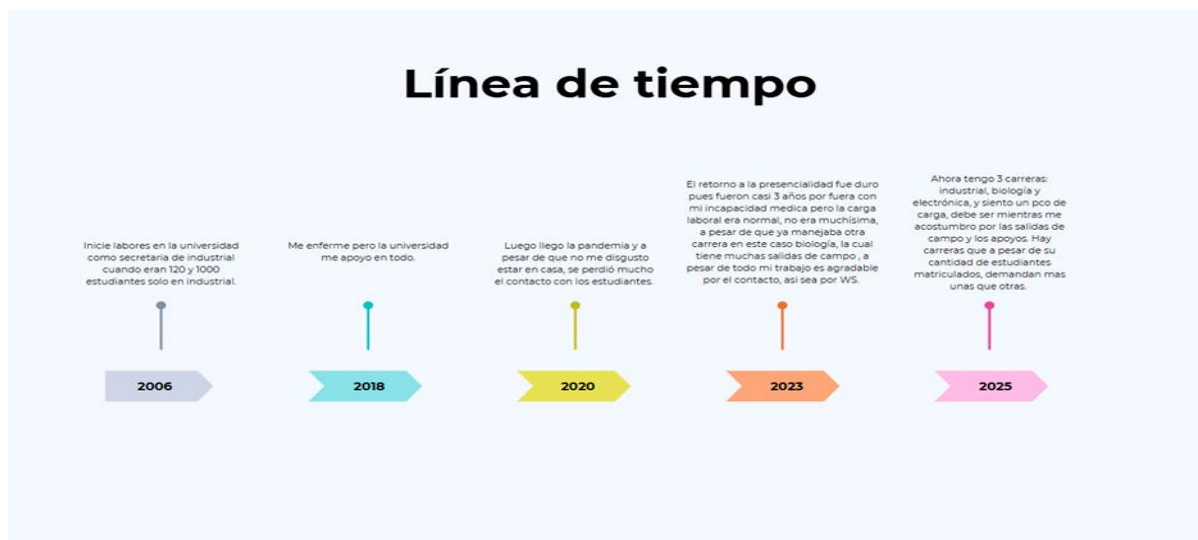 Línea de tiempo
Inicie labores en la universidad
como secretaria de industrial
cuando eran 120 y 1000
estudiantes solo en industrial.
Me enferme pero la universidad
me apoyo en todo.
Luego llego la pandemia y a
pesar de que no me disgusto
estar en casa, se perdió mucho
el contacto con los estudiantes.
El retorno a la presencialidad fue duro
pues fueron casi 3 años por fuera con
mi incapacidad medica pero la carga
laboral era normal, no era muchísima,
a pesar de que ya manejaba otra
carrera en este caso biología, la cual
tiene muchas salidas de campo , a
pesar de todo mi trabajo es agradable
por el contacto, así sea por WS.
Ahora tengo 3 carreras:
industrial, biología y
electrónica, y siento un pco de
carga, debe ser mientras me
acostumbro por las salidas de
campo y los apoyos. Hay
carreras que a pesar de su
cantidad de estudiantes
matriculados, demandan mas
unas que otras.
2006
2018
2020
2023
2025